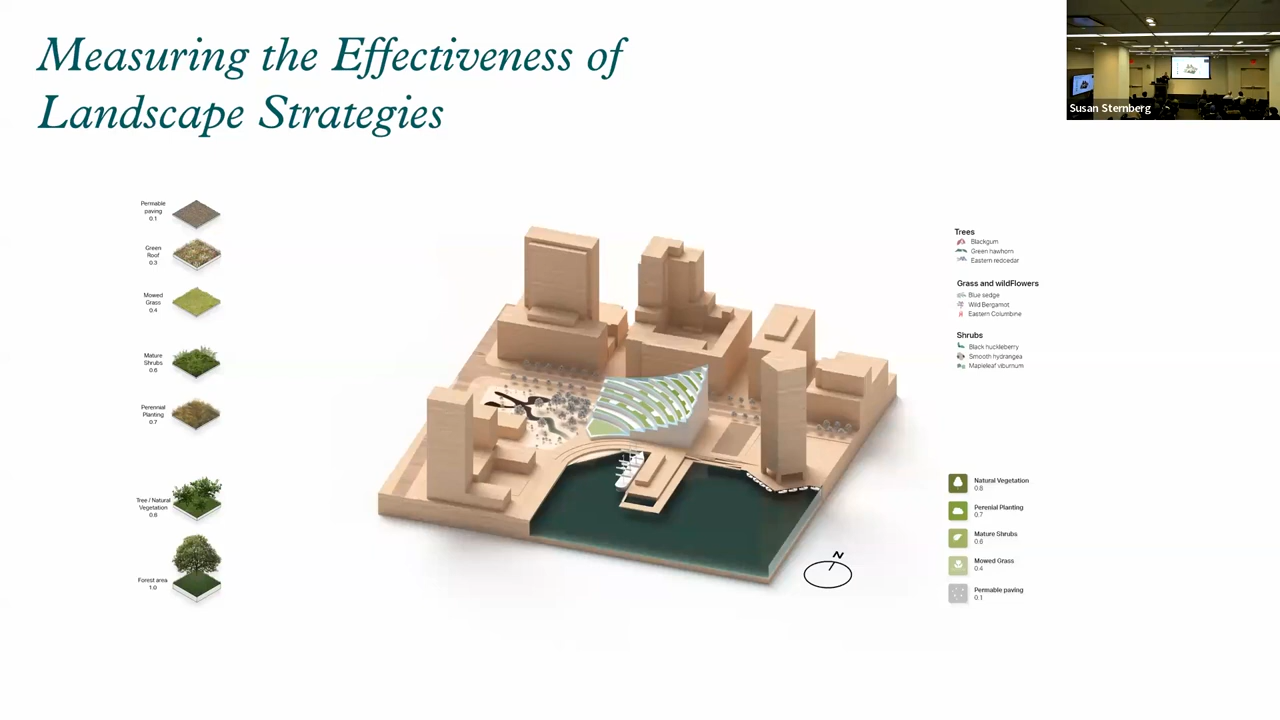 Measuring the Effectiveness of
Landscape Strategies
Susan Sternberg
Permable
paving
0.1
Green
Roof
0.3
Mowed
Grass
0.4
Mature
Shrubs
0.6
Perennial
Planting
0.7
Tree / Natural
Vegetation
0.8
Forest area
1.0
N
Trees
Blackgum
Green hawhorn
Eastern redcedar
Grass and wildFlowers
Blue sedge
Wild Bergamot
Eastern Columbine
Shrubs
Black huckleberry
Smooth hydrangea
Mapleleaf viburnum
Natural Vegetation
0.8
Perenial Planting
0.7
Mature Shrubs
0.6
Mowed Grass
0.4
Permable paving
0.1